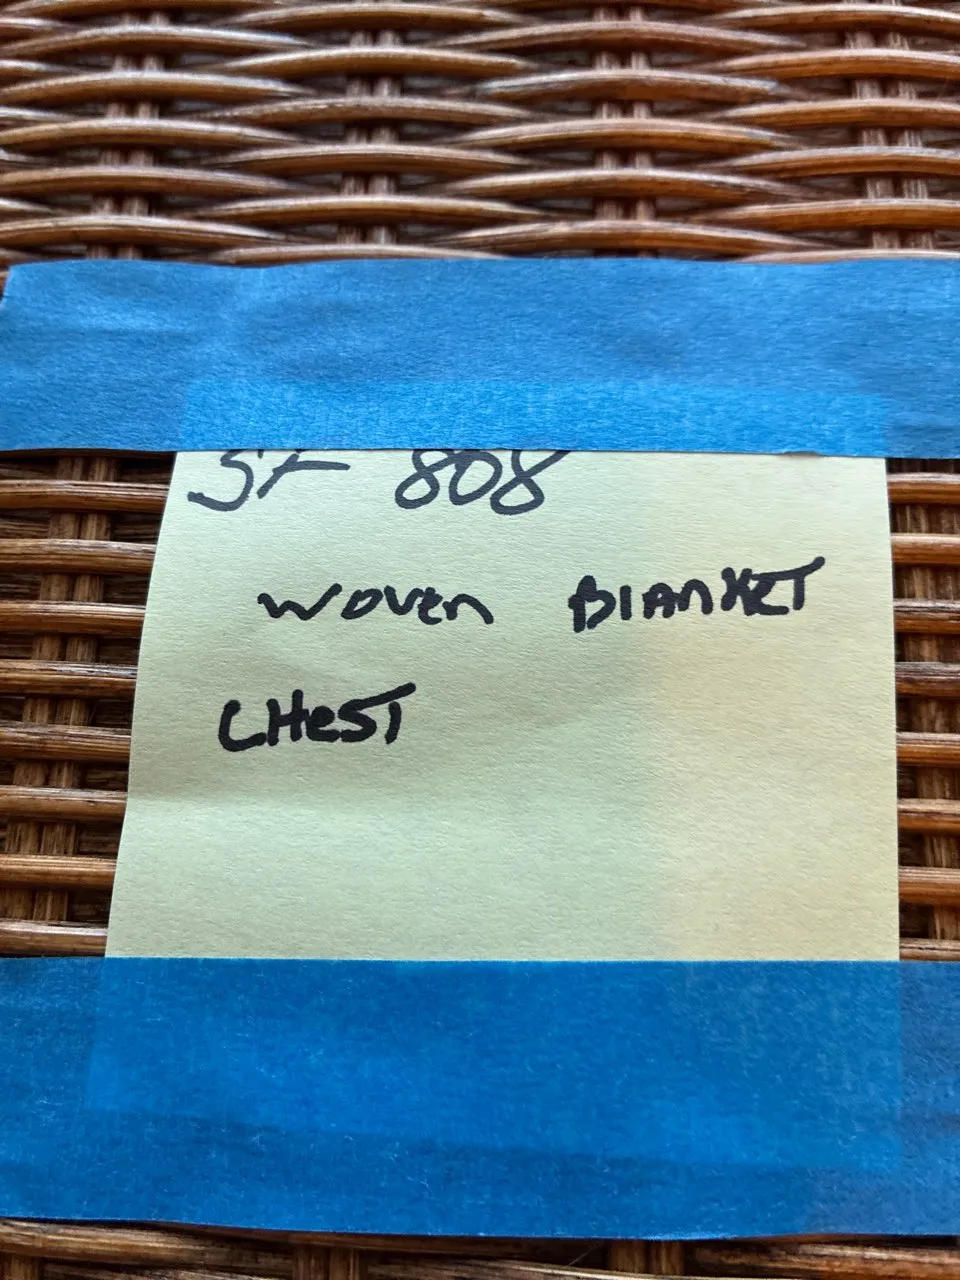 SF 808
WOVEN BLANKET
CHEST